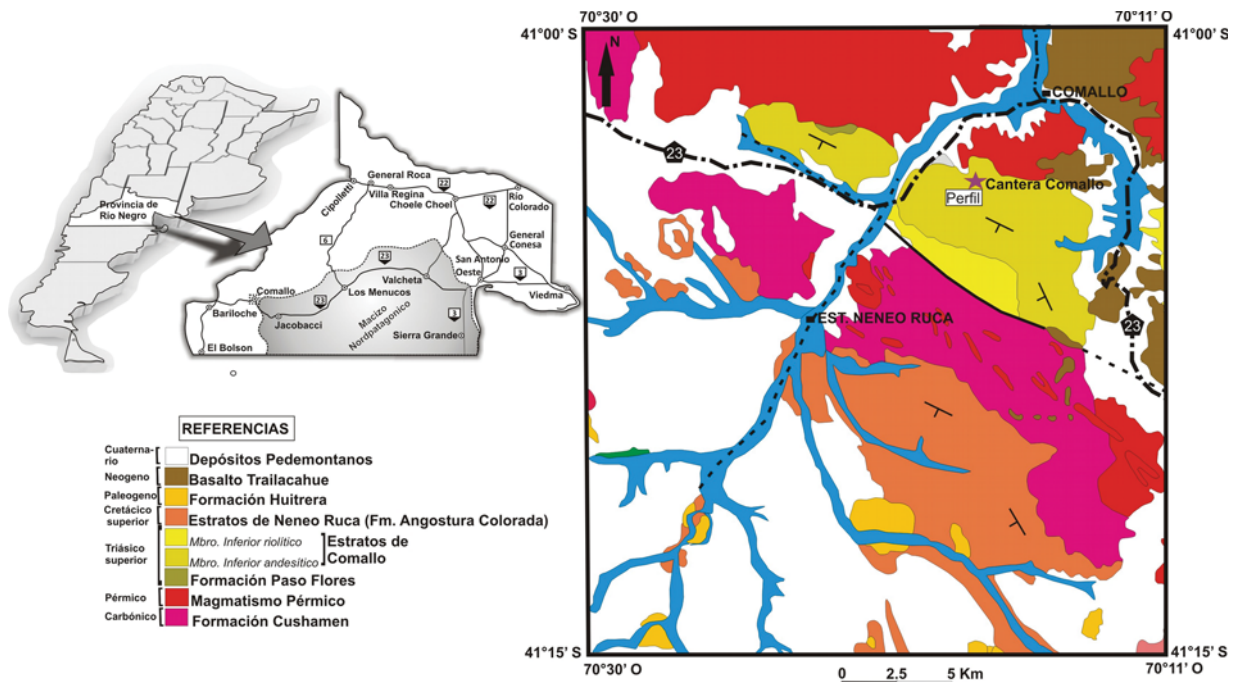 Provincia de
Río Negro
Cipolletti
General Roca
22
Villa Regina
Choele Choel
Río
Colorado
22
6
General
Conesa
23
San Antonio
Oeste
3
Valcheta
Viedma
Comallo
23
Los Menucos
Bariloche
Jacobacci
Macizo
Nordpatagonico
3
Sierra Grande
El Bolson
REFERENCIAS
Cuaterna-
rio
Depósitos Pedemontanos
Neogeno
Basalto Trailacahue
Paleogeno
Formación Huitrera
Cretácico
superior
Estratos de Neneo Ruca (Fm. Angostura Colorada)
Triásico
superior
Mbro. Inferior riolítico
Mbro. Inferior andesítico
Estratos de
Comallo
Formación Paso Flores
Pérmico
Magmatismo Pérmico
Carbónico
Formación Cushamen
70°30’ O
70°11’ O
41°00’ S
41°00’ S
N
COMALLO
23
Cantera Comallo
Perfil
EST. NENEO RUCA
23
41°15’ S
41°15’ S
70°30’ O
70°11’ O
0 2.5 5 Km